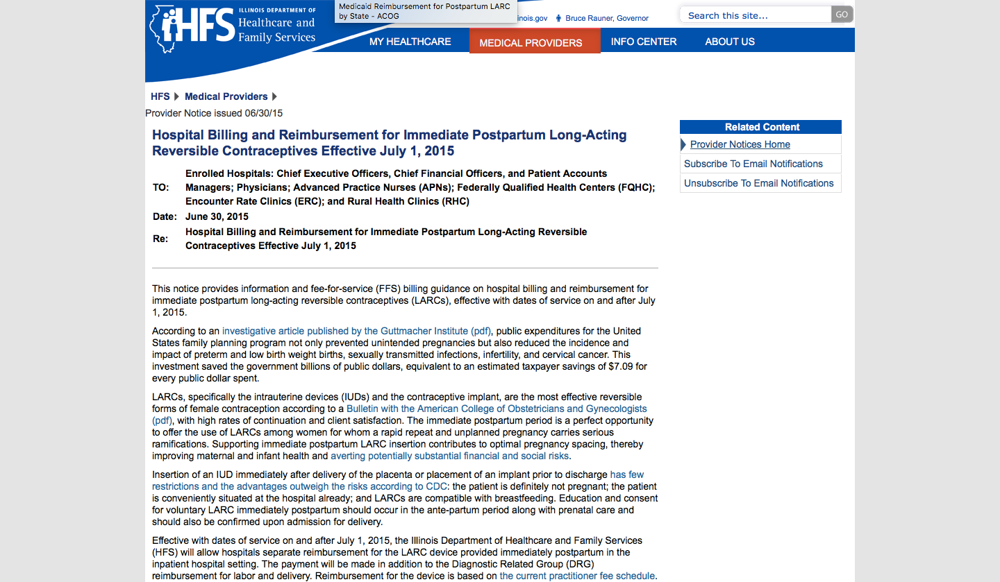 ILLINOIS DEPARTMENT OF
HFS Healthcare and
Family Services
Medicaid Reimbursement for Postpartum LARC
by State - ACOG
inois.gov Bruce Rauner, Governor
Search this site... GO
MY HEALTHCARE MEDICAL PROVIDERS INFO CENTER ABOUT US
HFS Medical Providers
Provider Notice issued 06/30/15
Hospital Billing and Reimbursement for Immediate Postpartum Long-Acting
Reversible Contraceptives Effective July 1, 2015
Enrolled Hospitals: Chief Executive Officers, Chief Financial Officers, and Patient Accounts
TO: Managers; Physicians; Advanced Practice Nurses (APNs); Federally Qualified Health Centers (FQHC);
Encounter Rate Clinics (ERC); and Rural Health Clinics (RHC)
Date: June 30, 2015
Re: Hospital Billing and Reimbursement for Immediate Postpartum Long-Acting Reversible
Contraceptives Effective July 1, 2015
This notice provides information and fee-for-service (FFS) billing guidance on hospital billing and reimbursement for
immediate postpartum long-acting reversible contraceptives (LARCs), effective with dates of service on and after July
1, 2015.
According to an investigative article published by the Guttmacher Institute (pdf), public expenditures for the United
States family planning program not only prevented unintended pregnancies but also reduced the incidence and
impact of preterm and low birth weight births, sexually transmitted infections, infertility, and cervical cancer. This
investment saved the government billions of public dollars, equivalent to an estimated taxpayer savings of $7.09 for
every public dollar spent.
LARCs, specifically the intrauterine devices (IUDs) and the contraceptive implant, are the most effective reversible
forms of female contraception according to a Bulletin with the American College of Obstetricians and Gynecologists
(pdf), with high rates of continuation and client satisfaction. The immediate postpartum period is a perfect opportunity
to offer the use of LARCs among women for whom a rapid repeat and unplanned pregnancy carries serious
ramifications. Supporting immediate postpartum LARC insertion contributes to optimal pregnancy spacing, thereby
improving maternal and infant health and averting potentially substantial financial and social risks.
Insertion of an IUD immediately after delivery of the placenta or placement of an implant prior to discharge has few
restrictions and the advantages outweigh the risks according to CDC: the patient is definitely not pregnant; the patient
is conveniently situated at the hospital already; and LARCs are compatible with breastfeeding. Education and consent
for voluntary LARC immediately postpartum should occur in the ante-partum period along with prenatal care and
should also be confirmed upon admission for delivery.
Effective with dates of service on and after July 1, 2015, the Illinois Department of Healthcare and Family Services
(HFS) will allow hospitals separate reimbursement for the LARC device provided immediately postpartum in the
inpatient hospital setting. The payment will be made in addition to the Diagnostic Related Group (DRG)
reimbursement for labor and delivery. Reimbursement for the device is based on the current practitioner fee schedule.
Related Content
Provider Notices Home
Subscribe To Email Notifications
Unsubscribe To Email Notifications